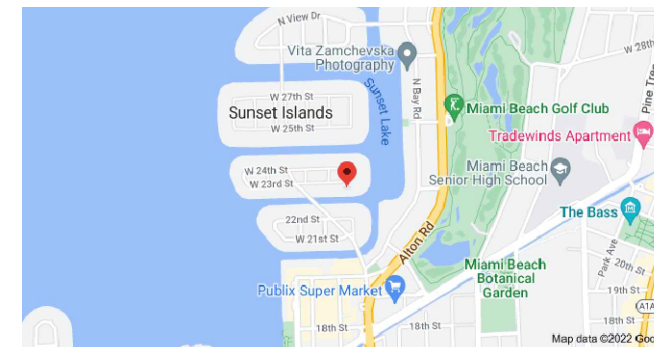 N View Dr
Vita Zamchevska
Photography
N Bay Rd
W 28th
Pine Tree
Sunset Lake
W 27th St
Sunset Islands
W 25th St
Miami Beach Golf Club
Tradewinds Apartment
W 24th St
W 23rd St
Miami Beach
Senior High School
The Bass
22nd St
W 21st St
Alton Rd
Park Ave
20th St
Miami Beach
Botanical
Garden
Publix Super Market
19th St
A1A
18th St
18th St
18th St
Map data ©2022 Goo